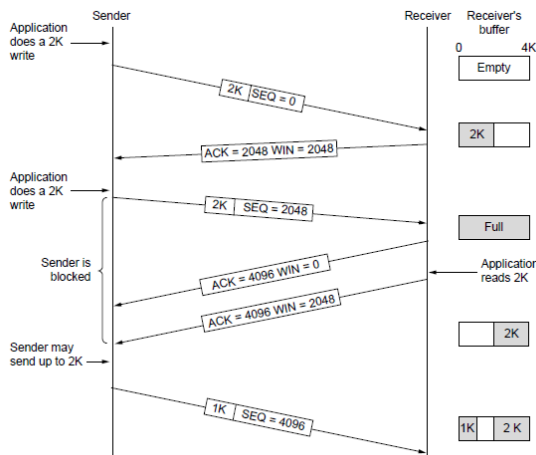 Sender
Receiver
Receiver's
buffer
Application
does a 2K
write
0 4K
Empty
2K SEQ = 0
2K
ACK = 2048 WIN = 2048
Application
does a 2K
write
2K SEQ = 2048
Full
Sender is
blocked
Application
reads 2K
ACK = 4096 WIN = 0
ACK = 4096 WIN = 2048
2K
Sender may
send up to 2K
1K SEQ = 4096
1K 2 K